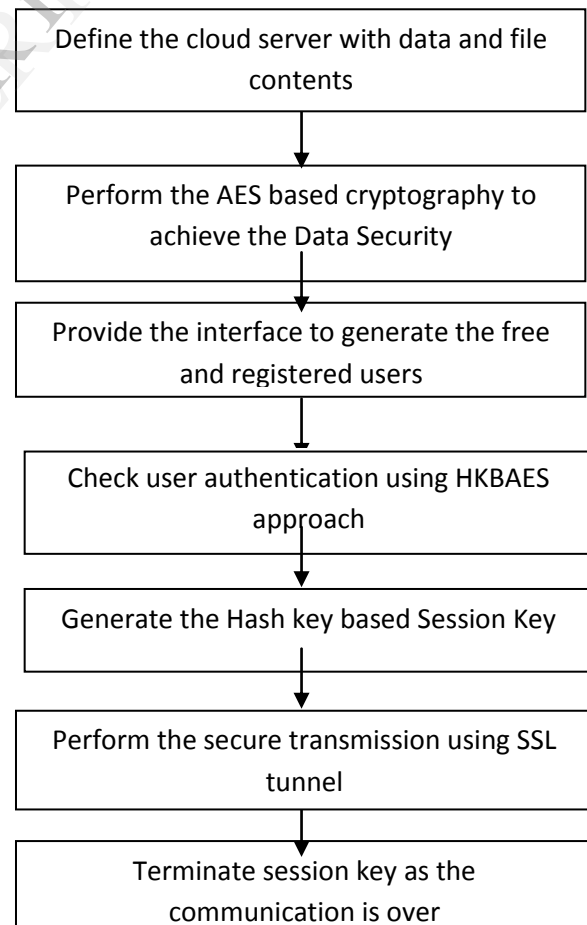 Define the cloud server with data and file
contents
Perform the AES based cryptography to
achieve the Data Security
Provide the interface to generate the free
and registered users
Check user authentication using HKBAES
approach
Generate the Hash key based Session Key
Perform the secure transmission using SSL
tunnel
Terminate session key as the
communication is over